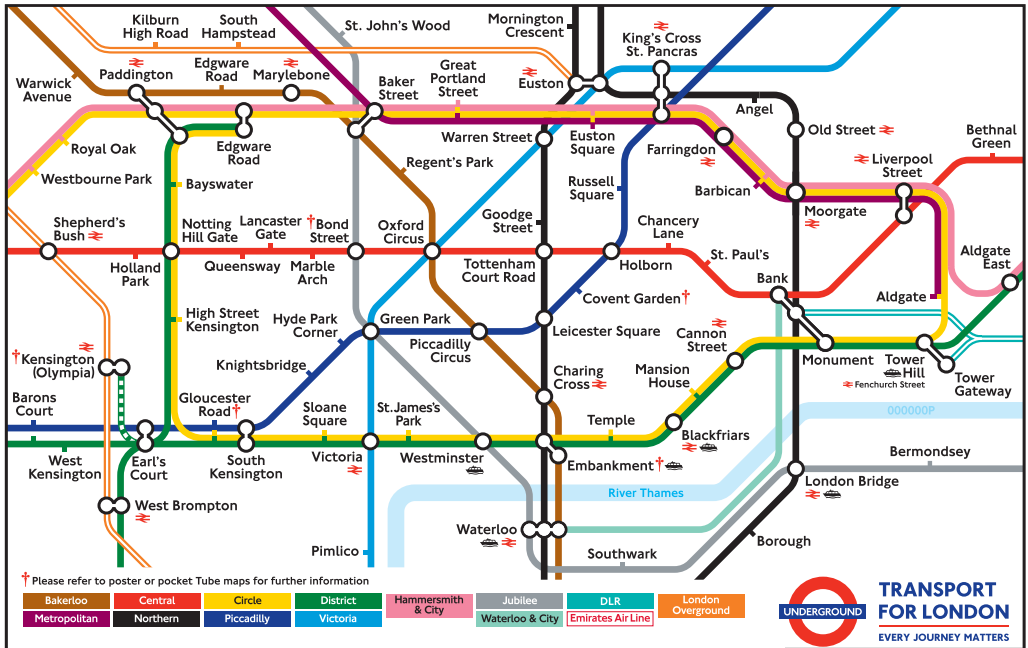 Kilburn
High Road
South
Hampstead
St. John's Wood
Mornington
Crescent
King's Cross
St. Pancras
Warwick
Avenue
Paddington
Edgware
Road
Marylebone
Baker
Street
Great
Portland
Street
Euston
Angel
Old Street
Bethnal
Green
Royal Oak
Edgware
Road
Warren Street
Euston
Square
Farringdon
Liverpool
Street
Westbourne Park
Bayswater
Regent's Park
Russell
Square
Barbican
Moorgate
Shepherd's
Bush
Notting
Hill Gate
Lancaster
Gate
†Bond
Street
Oxford
Circus
Goodge
Street
Chancery
Lane
St. Paul's
Aldgate
East
Holland
Park
Queensway
Marble
Arch
Tottenham
Court Road
Holborn
Bank
Aldgate
High Street
Kensington
Hyde Park
Corner
Green Park
Piccadilly
Circus
Covent Garden†
Leicester Square
Cannon
Street
Monument
Tower
Hill
Fenchurch Street
Tower
Gateway
†Kensington
(Olympia)
Knightsbridge
Charing
Cross
Mansion
House
Barons
Court
Gloucester
Road†
Sloane
Square
St.James's
Park
Temple
Blackfriars
OOOOOOP
West
Kensington
Earl's
Court
South
Kensington
Victoria
Westminster
Embankment†
Bermondsey
London Bridge
West Brompton
River Thames
Waterloo
Pimlico
Southwark
Borough
†Please refer to poster or pocket Tube maps for further information
Bakerloo
Central
Circle
District
Hammersmith
& City
Jubilee
DLR
London
Overground
Metropolitan
Northern
Piccadilly
Victoria
Waterloo & City
Emirates Air Line
UNDERGROUND
TRANSPORT
FOR LONDON
EVERY JOURNEY MATTERS